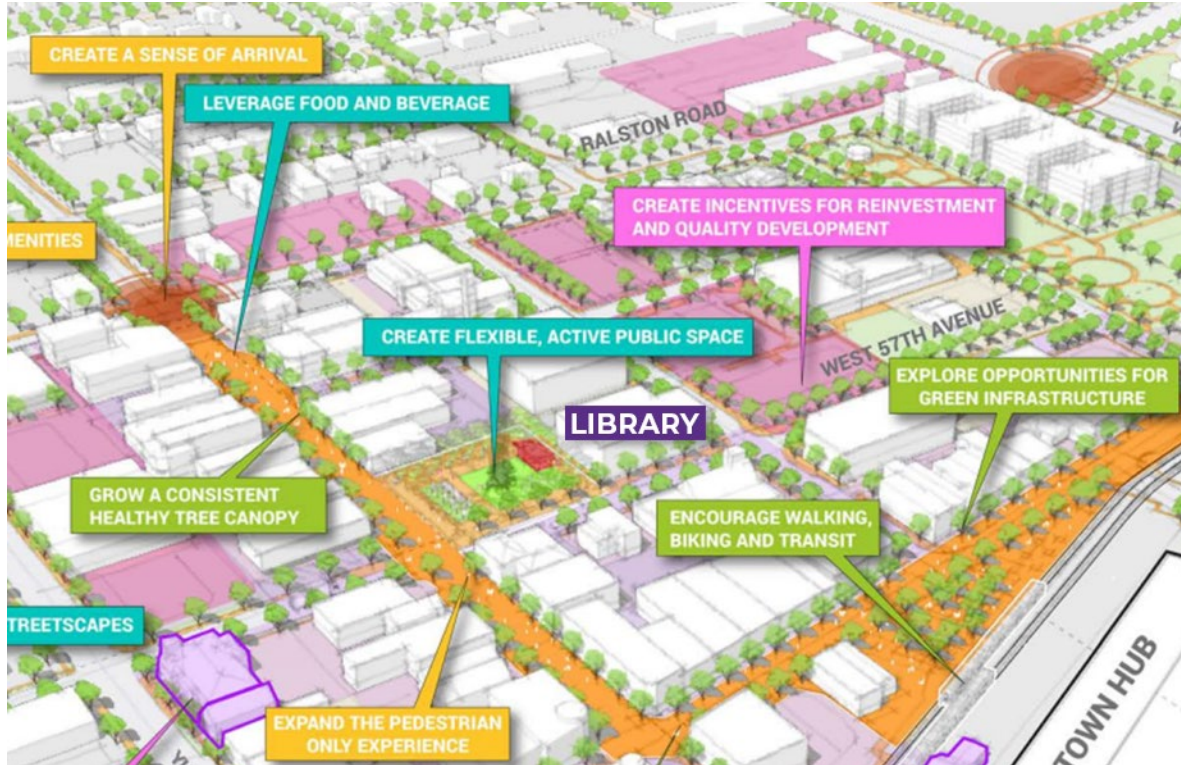 CREATE A SENSE OF ARRIVAL
LEVERAGE FOOD AND BEVERAGE
RALSTON ROAD
CREATE INCENTIVES FOR REINVESTMENT
AND QUALITY DEVELOPMENT
MENITIES
CREATE FLEXIBLE, ACTIVE PUBLIC SPACE
WEST 57TH AVENUE
EXPLORE OPPORTUNITIES FOR
GREEN INFRASTRUCTURE
LIBRARY
GROW A CONSISTENT
HEALTHY TREE CANOPY
ENCOURAGE WALKING,
BIKING AND TRANSIT
TREETSCAPES
EXPAND THE PEDESTRIAN
ONLY EXPERIENCE
TOWN HUB